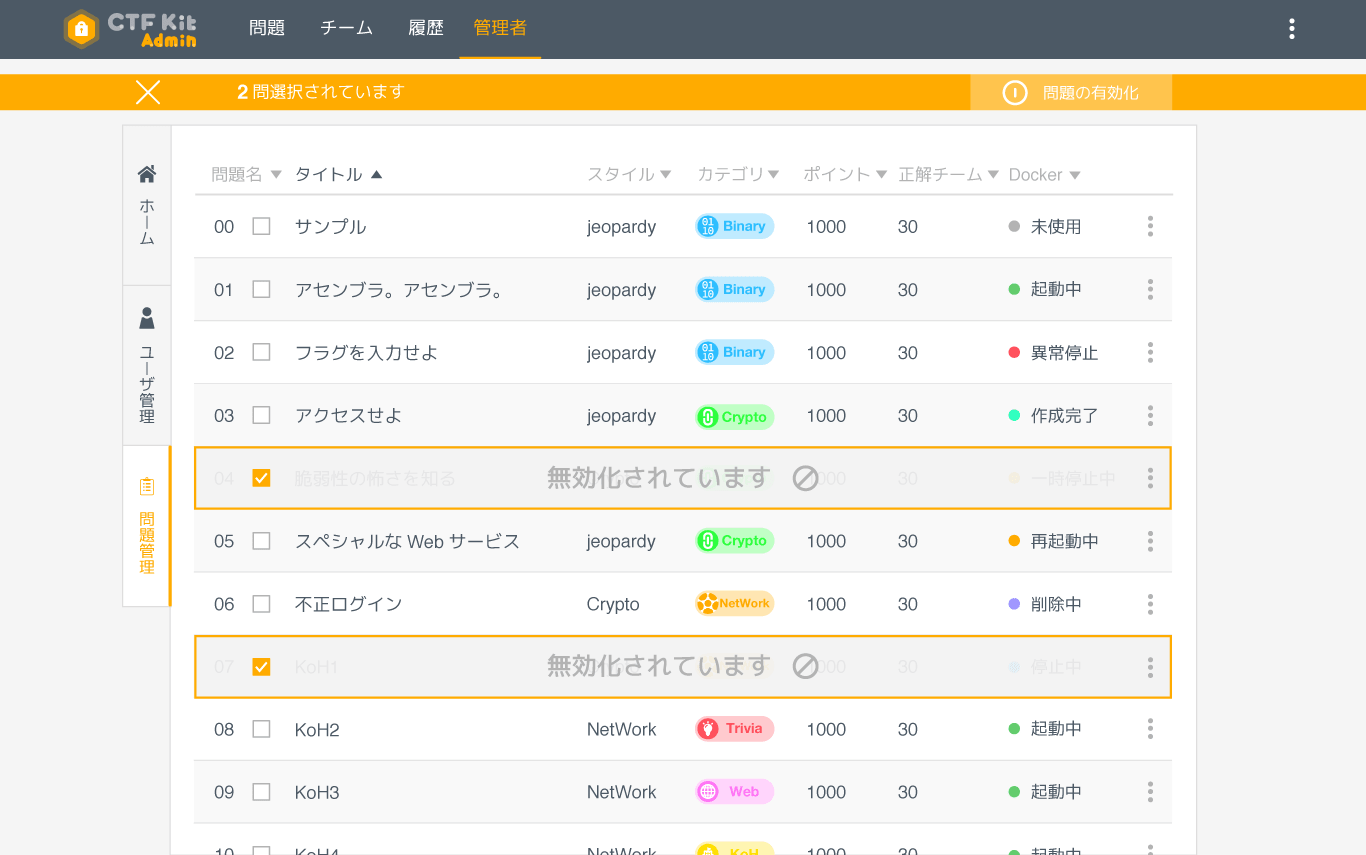 CTF Kit
Admin
問題 チーム 履歴 管理者
2 問選択されています 問題の有効化
ホーム
ユーザ管理
問題管理
問題名 ▼ タイトル ▲ スタイル ▼ カテゴリ ▼ ポイント ▼ 正解チーム ▼ Docker ▼
00 サンプル jeopardy 01 10 Binary 1000 30 未使用
01 アセンブラ。アセンブラ。 jeopardy 01 10 Binary 1000 30 起動中
02 フラグを入力せよ jeopardy 01 10 Binary 1000 30 異常停止
03 アクセスせよ jeopardy Crypto 1000 30 作成完了
04 脆弱性の怖さを知る 無効化されています 30 一時停止中
05 スペシャルな Web サービス jeopardy Crypto 1000 30 再起動中
06 不正ログイン Crypto NetWork 1000 30 削除中
07 KoH1 無効化されています 30 停止中
08 KoH2 NetWork Trivia 1000 30 起動中
09 KoH3 NetWork Web 1000 30 起動中
10 KoH4 NetWork KoH 1000 30 起動中